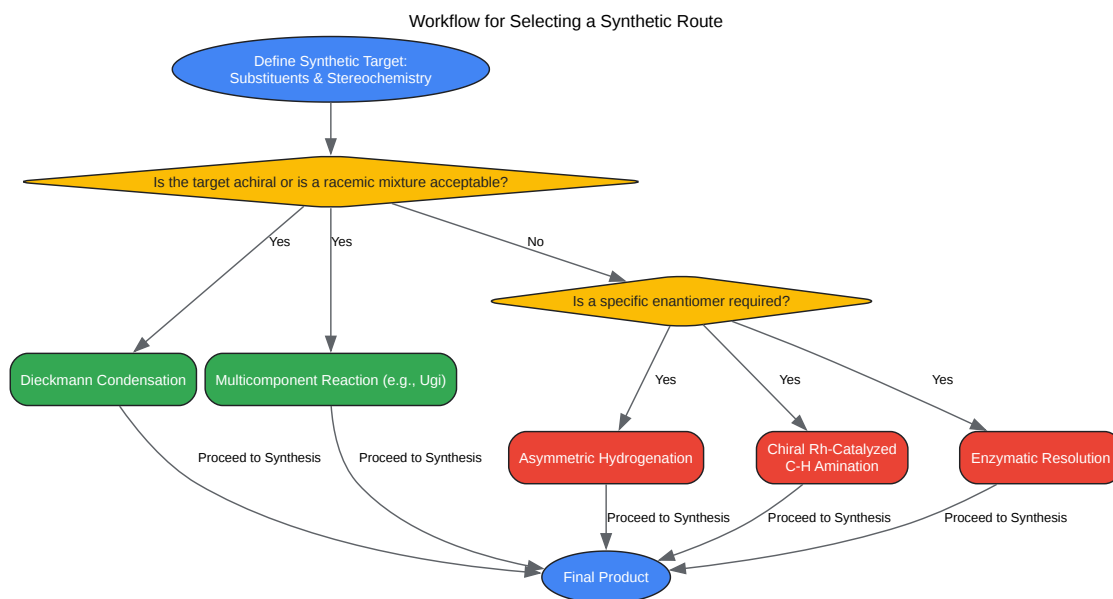 Workflow for Selecting a Synthetic Route
Define Synthetic Target:
Substituents & Stereochemistry
Is the target achiral or is a racemic mixture acceptable?
Yes
Yes
No
Is a specific enantiomer required?
Dieckmann Condensation
Multicomponent Reaction (e.g., Ugi)
Yes
Yes
Yes
Asymmetric Hydrogenation
Chiral Rh-Catalyzed
C-H Amination
Enzymatic Resolution
Proceed to Synthesis
Proceed to Synthesis
Proceed to Synthesis
Proceed to Synthesis
Proceed to Synthesis
Final Product